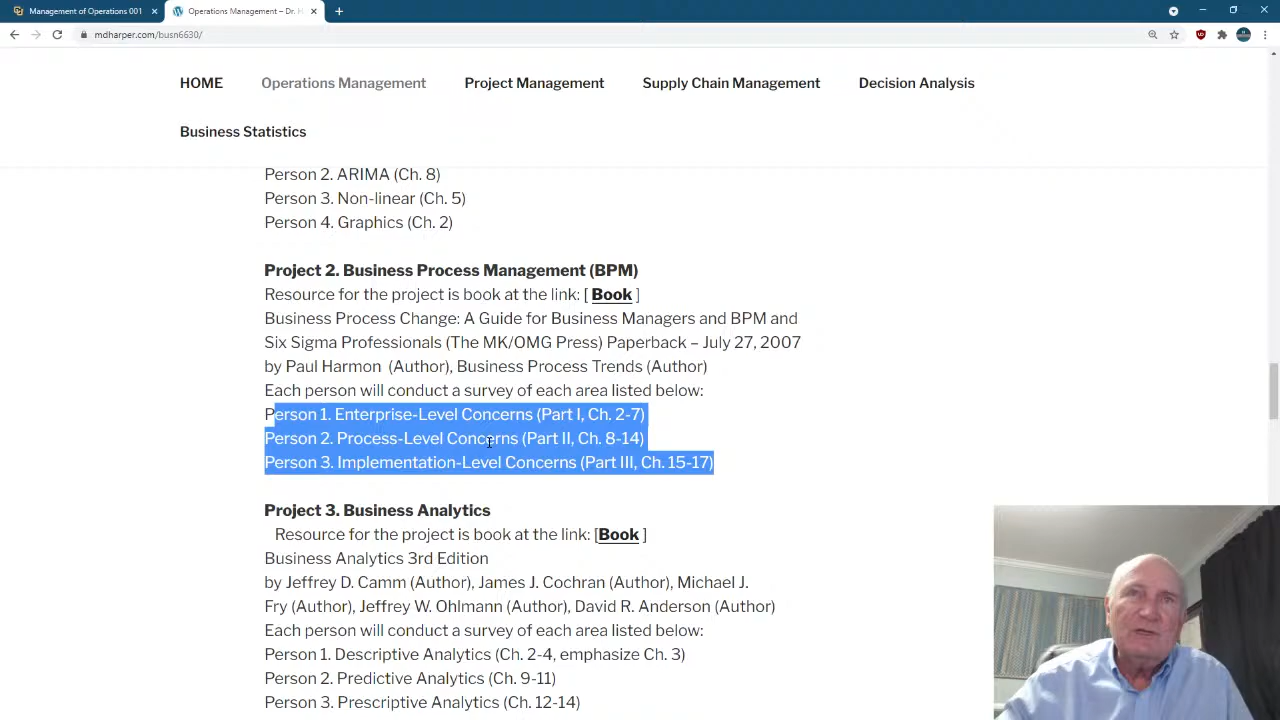 Management of Operations 001
Operations Management – Dr. H
mdharper.com/busn6630/
HOME
Operations Management
Project Management
Supply Chain Management
Decision Analysis
Business Statistics
Person 2. ARIMA (Ch. 8)
Person 3. Non-linear (Ch. 5)
Person 4. Graphics (Ch. 2)
Project 2. Business Process Management (BPM)
Resource for the project is book at the link: [ Book ]
Business Process Change: A Guide for Business Managers and BPM and
Six Sigma Professionals (The MK/OMG Press) Paperback – July 27, 2007
by Paul Harmon (Author), Business Process Trends (Author)
Each person will conduct a survey of each area listed below:
Person 1. Enterprise-Level Concerns (Part I, Ch. 2-7)
Person 2. Process-Level Concerns (Part II, Ch. 8-14)
Person 3. Implementation-Level Concerns (Part III, Ch. 15-17)
Project 3. Business Analytics
Resource for the project is book at the link: [Book ]
Business Analytics 3rd Edition
by Jeffrey D. Camm (Author), James J. Cochran (Author), Michael J.
Fry (Author), Jeffrey W. Ohlmann (Author), David R. Anderson (Author)
Each person will conduct a survey of each area listed below:
Person 1. Descriptive Analytics (Ch. 2-4, emphasize Ch. 3)
Person 2. Predictive Analytics (Ch. 9-11)
Person 3. Prescriptive Analytics (Ch. 12-14)